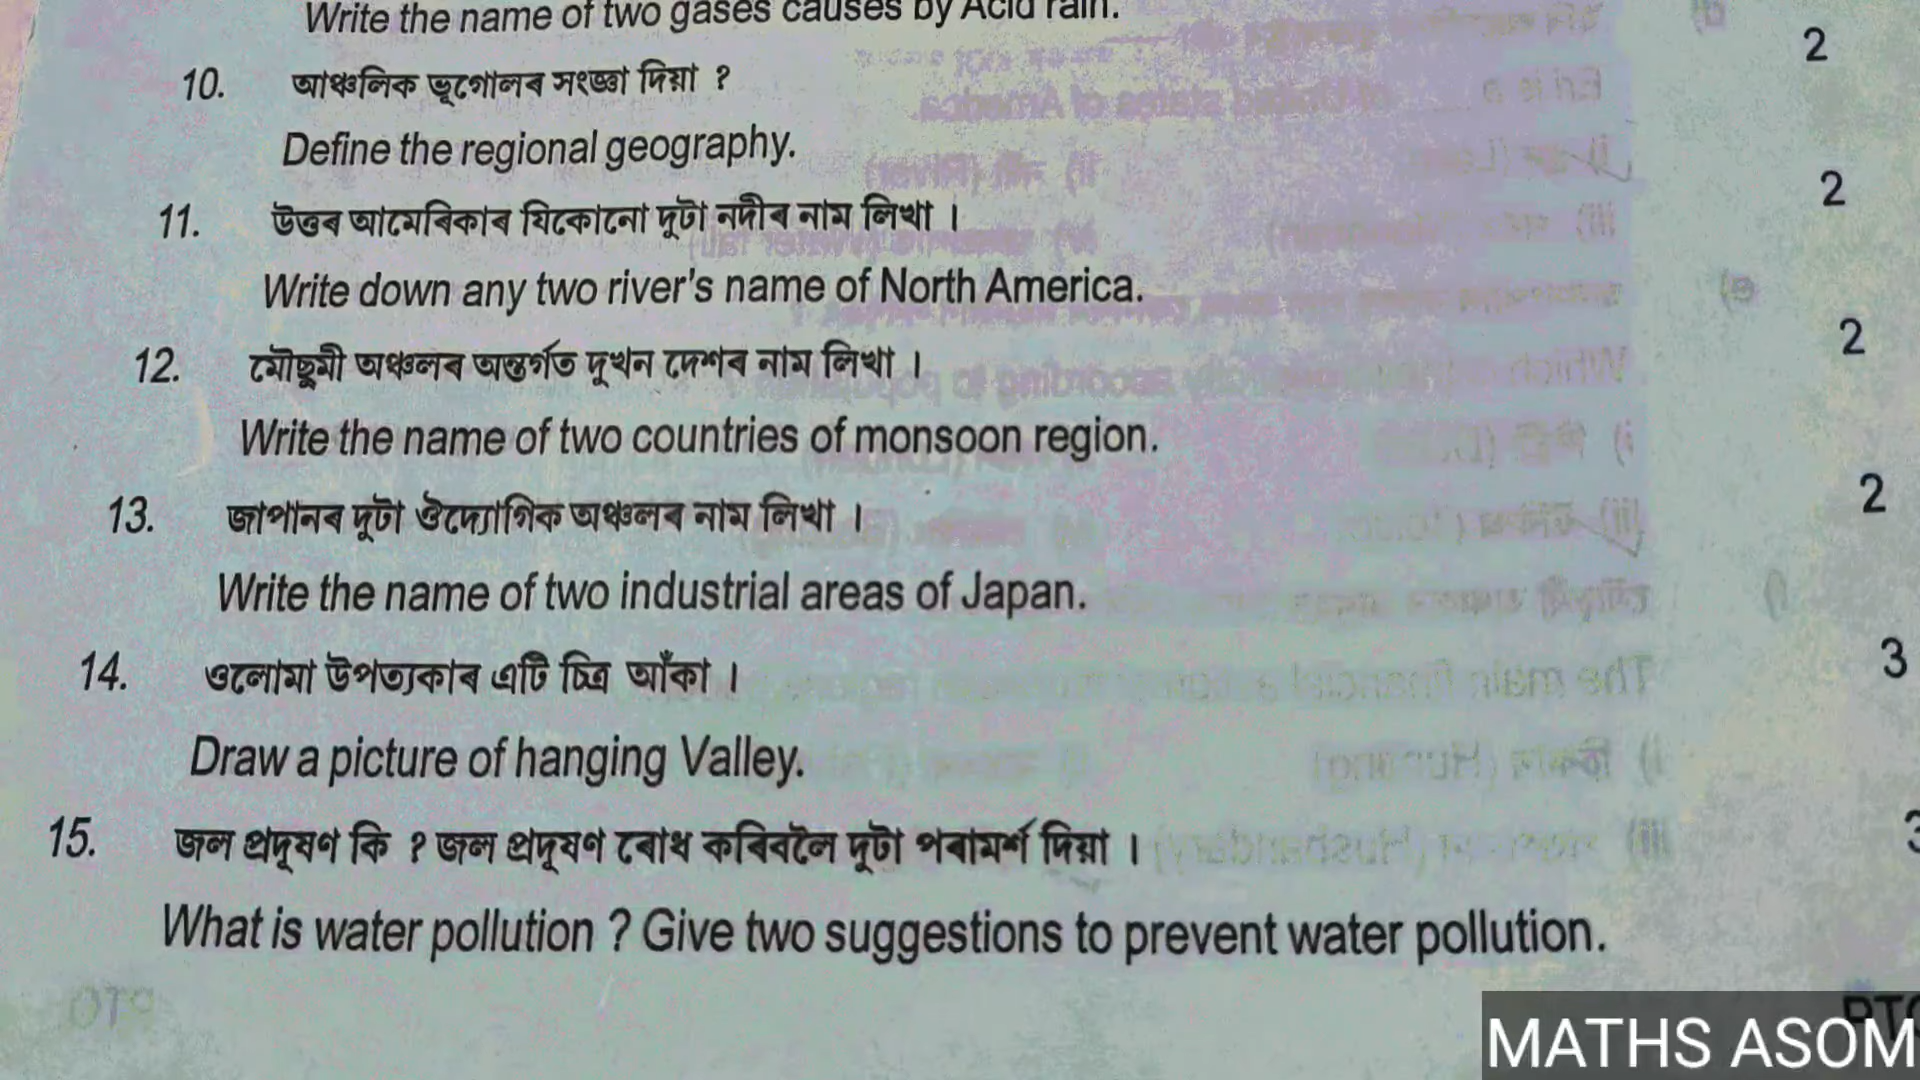 Write the name of two gases causes by Acid rain.
10. আঞ্চলিক ভূগোলৰ সংজ্ঞা দিয়া ? 2
Define the regional geography.
11. উত্তৰ আমেৰিকাৰ যিকোনো দুটা নদীৰ নাম লিখা । 2
Write down any two river's name of North America.
12. মৌছুমী অঞ্চলৰ অন্তৰ্গত দুখন দেশৰ নাম লিখা । 2
Write the name of two countries of monsoon region.
13. জাপানৰ দুটা ঔদ্যোগিক অঞ্চলৰ নাম লিখা । 2
Write the name of two industrial areas of Japan.
14. ওলোমা উপত্যকাৰ এটি চিত্ৰ আঁকা । 3
Draw a picture of hanging Valley.
15. জল প্ৰদূষণ কি ? জল প্ৰদূষণ ৰোধ কৰিবলৈ দুটা পৰামৰ্শ দিয়া । 3
What is water pollution ? Give two suggestions to prevent water pollution.
PTO
MATHS ASOM